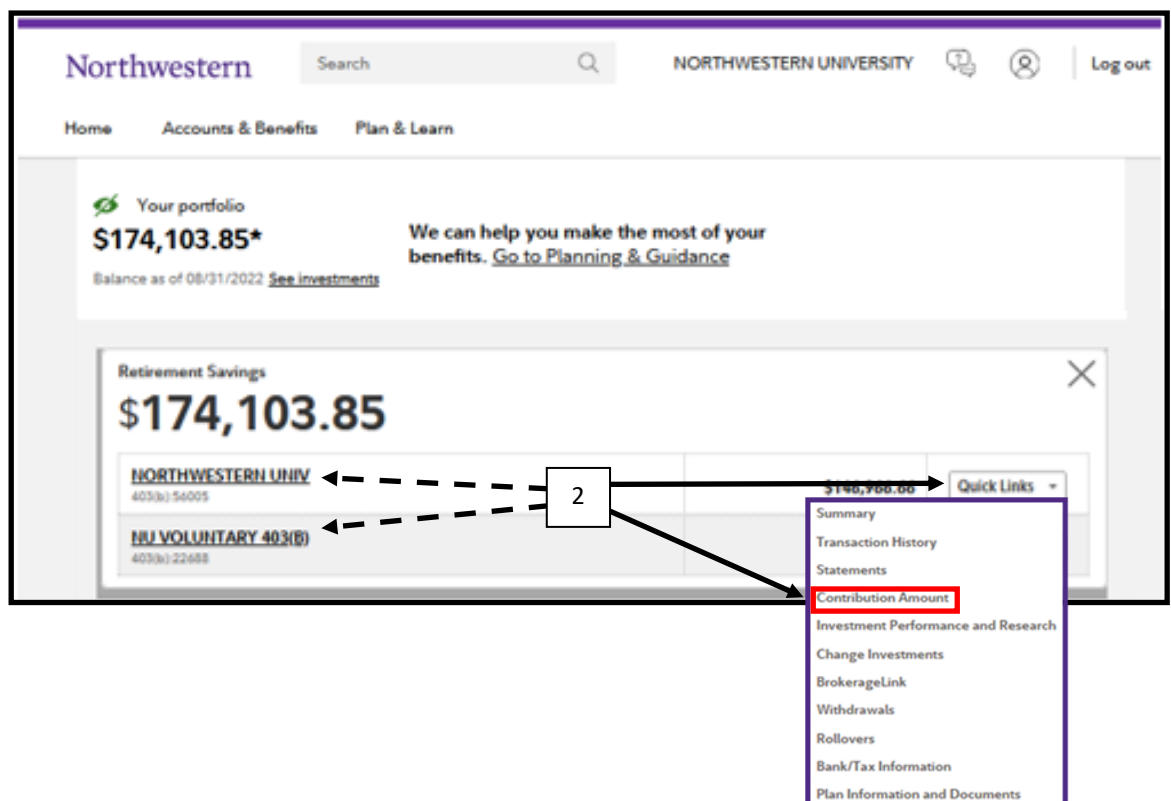 Northwestern Search NORTHWESTERN UNIVERSITY Log out
Home Accounts & Benefits Plan & Learn
Your portfolio
$174,103.85*
Balance as of 08/31/2022 See investments
We can help you make the most of your
benefits. Go to Planning & Guidance
Retirement Savings
$174,103.85
NORTHWESTERN UNIV
403(b):56005
Quick Links
2
NU VOLUNTARY 403(B)
403(b):22688
Summary
Transaction History
Statements
Contribution Amount
Investment Performance and Research
Change Investments
BrokerageLink
Withdrawals
Rollovers
Bank/Tax Information
Plan Information and Documents